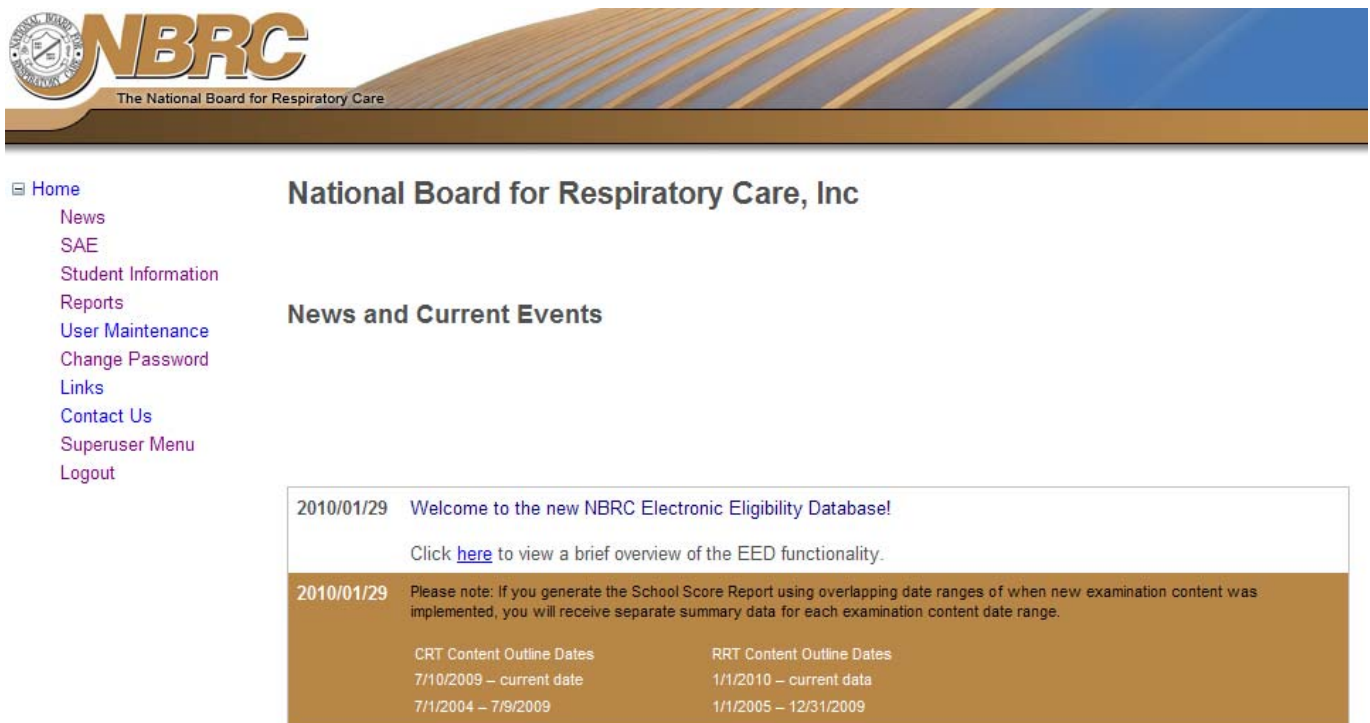 NATIONAL BOARD FOR RESPIRATORY CARE
NBRC
The National Board for Respiratory Care
Home
News
SAE
Student Information
Reports
User Maintenance
Change Password
Links
Contact Us
Superuser Menu
Logout
National Board for Respiratory Care, Inc
News and Current Events
2010/01/29 Welcome to the new NBRC Electronic Eligibility Database!
Click here to view a brief overview of the EED functionality.
2010/01/29 Please note: If you generate the School Score Report using overlapping date ranges of when new examination content was
implemented, you will receive separate summary data for each examination content date range.
CRT Content Outline Dates RRT Content Outline Dates
7/10/2009 – current date 1/1/2010 – current data
7/1/2004 – 7/9/2009 1/1/2005 – 12/31/2009